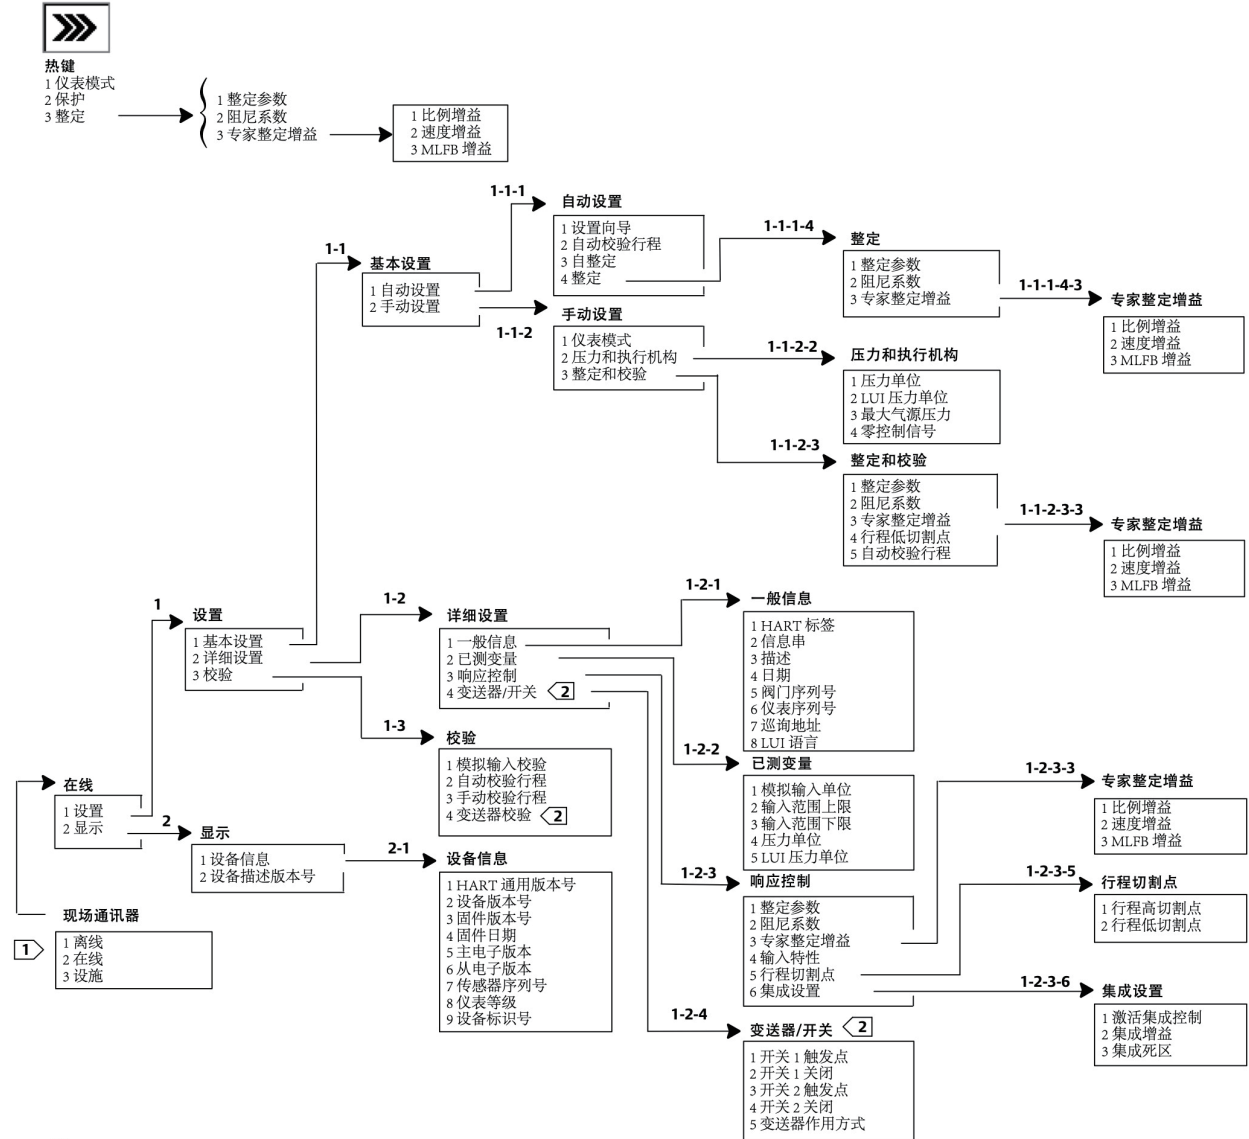 热键
1 仪表模式
2 保护
3 整定
1 整定参数
2 阻尼系数
3 专家整定增益
1 比例增益
2 速度增益
3 MLFB 增益
1-1-1
自动设置
1 设置向导
2 自动校验行程
3 自整定
4 整定
1-1-1-4
整定
1 整定参数
2 阻尼系数
3 专家整定增益
1-1-1-4-3
专家整定增益
1 比例增益
2 速度增益
3 MLFB 增益
1-1
基本设置
1 自动设置
2 手动设置
1-1-2
手动设置
1 仪表模式
2 压力和执行机构
3 整定和校验
1-1-2-2
压力和执行机构
1 压力单位
2 LUI 压力单位
3 最大气源压力
4 零控制信号
1-1-2-3
整定和校验
1 整定参数
2 阻尼系数
3 专家整定增益
4 行程低切割点
5 自动校验行程
1-1-2-3-3
专家整定增益
1 比例增益
2 速度增益
3 MLFB 增益
1
设置
1 基本设置
2 详细设置
3 校验
1-2
详细设置
1 一般信息
2 已测变量
3 响应控制
4 变送器/开关 2
1-2-1
一般信息
1 HART 标签
2 信息串
3 描述
4 日期
5 阀门序列号
6 仪表序列号
7 巡询地址
8 LUI 语言
1-3
校验
1 模拟输入校验
2 自动校验行程
3 手动校验行程
4 变送器校验 2
1-2-2
已测变量
1 模拟输入单位
2 输入范围上限
3 输入范围下限
4 压力单位
5 LUI 压力单位
1-2-3
响应控制
1 整定参数
2 阻尼系数
3 专家整定增益
4 输入特性
5 行程切割点
6 集成设置
1-2-3-3
专家整定增益
1 比例增益
2 速度增益
3 MLFB 增益
1-2-3-5
行程切割点
1 行程高切割点
2 行程低切割点
1-2-3-6
集成设置
1 激活集成控制
2 集成增益
3 集成死区
1-2-4
变送器/开关 2
1 开关 1 触发点
2 开关 1 关闭
3 开关 2 触发点
4 开关 2 关闭
5 变送器作用方式
在线
1 设置
2 显示
2
显示
1 设备信息
2 设备描述版本号
2-1
设备信息
1 HART 通用版本号
2 设备版本号
3 固件版本号
4 固件日期
5 主电子版本
6 从电子版本
7 传感器序列号
8 仪表等级
9 设备标识号
现场通讯器
1
1 离线
2 在线
3 设施